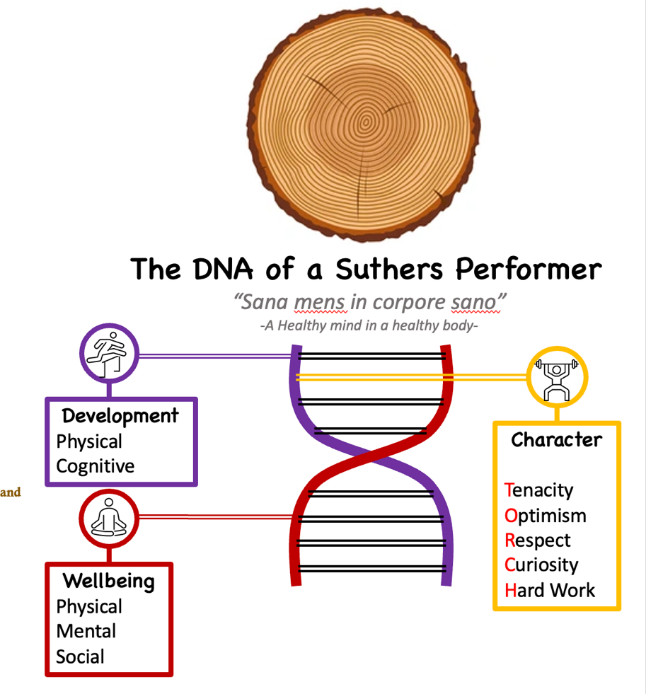 The DNA of a Suthers Performer
“Sana mens in corpore sano”
-A Healthy mind in a healthy body-
Development
Physical
Cognitive
and
Wellbeing
Physical
Mental
Social
Character
Tenacity
Optimism
Respect
Curiosity
Hard Work